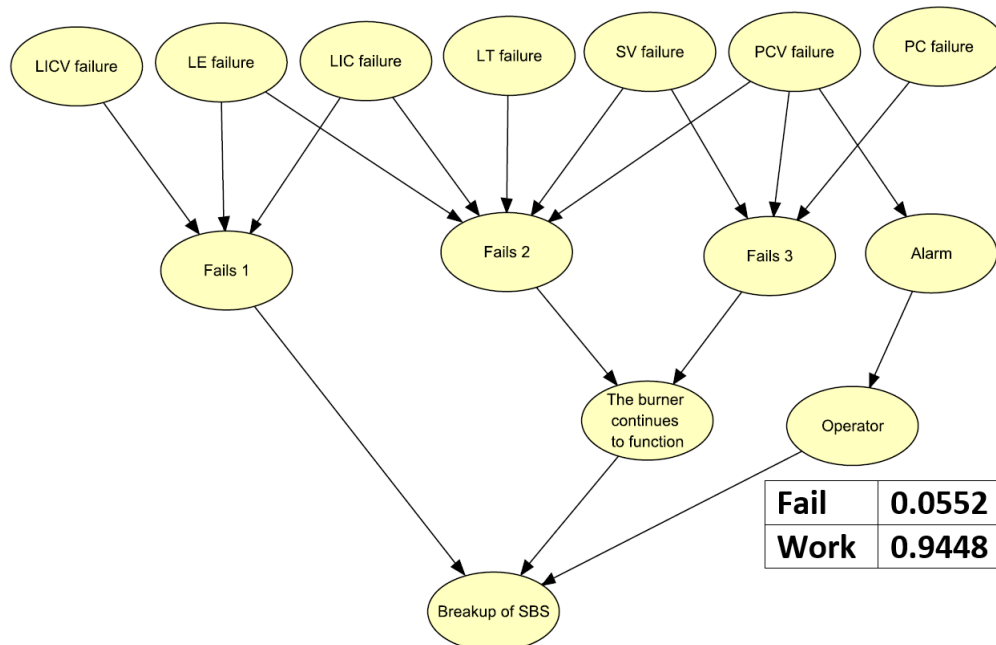 LICV failure
LE failure
LIC failure
LT failure
SV failure
PCV failure
PC failure
Fails 1
Fails 2
Fails 3
Alarm
The burner
continues
to function
Operator
Fail 0.0552
Work 0.9448
Breakup of SBS